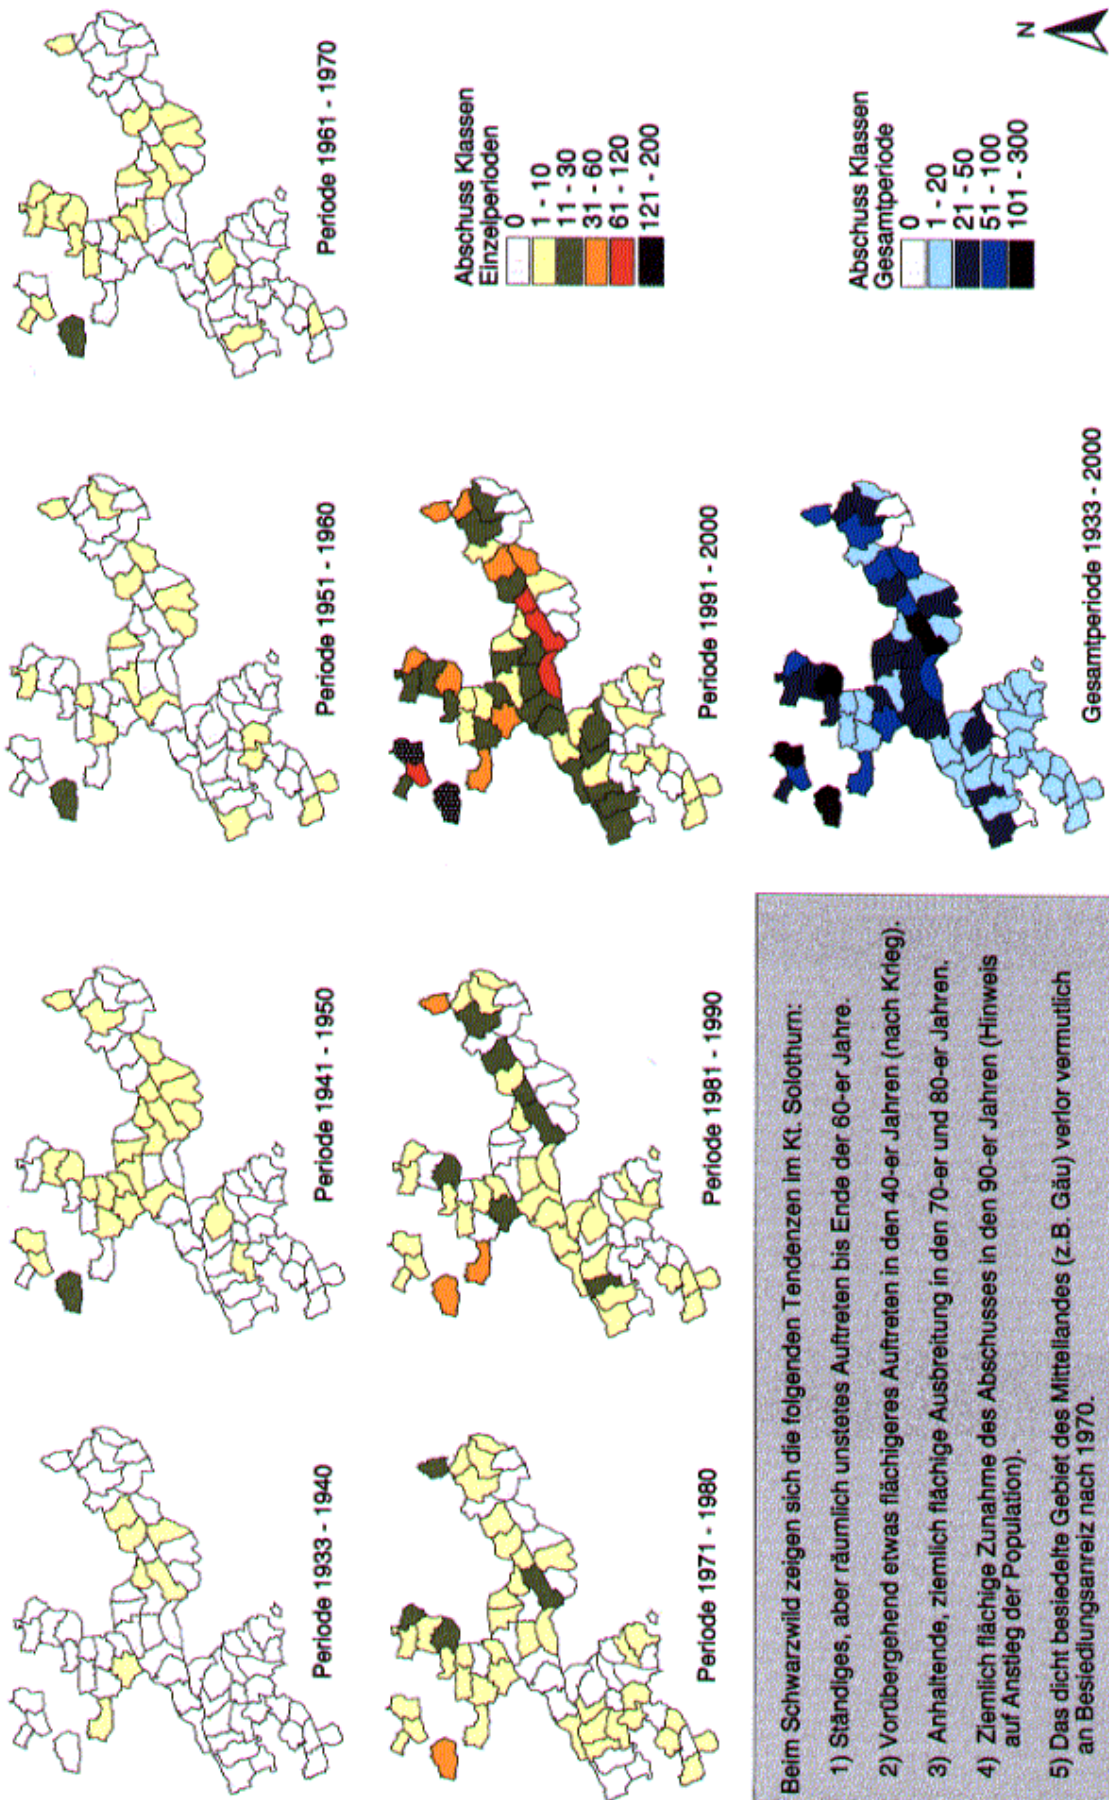 Periode 1933 - 1940
Periode 1941 - 1950
Periode 1951 - 1960
Periode 1961 - 1970
Periode 1971 - 1980
Periode 1981 - 1990
Periode 1991 - 2000
Abschuss Klassen
Einzelperioden
0
1 - 10
11 - 30
31 - 60
61 - 120
121 - 200
Beim Schwarzwild zeigen sich die folgenden Tendenzen im Kt. Solothurn:
1) Ständiges, aber räumlich unstetes Auftreten bis Ende der 60-er Jahre.
2) Vorübergehend etwas flächigeres Auftreten in den 40-er Jahren (nach Krieg).
3) Anhaltende, ziemlich flächige Ausbreitung in den 70-er und 80-er Jahren.
4) Ziemlich flächige Zunahme des Abschusses in den 90-er Jahren (Hinweis
auf Anstieg der Population).
5) Das dicht besiedelte Gebiet des Mittellandes (z.B. Gäu) verlor vermutlich
an Besiedlungsanreiz nach 1970.
Gesamtperiode 1933 - 2000
Abschuss Klassen
Gesamtperiode
0
1 - 20
21 - 50
51 - 100
101 - 300
N